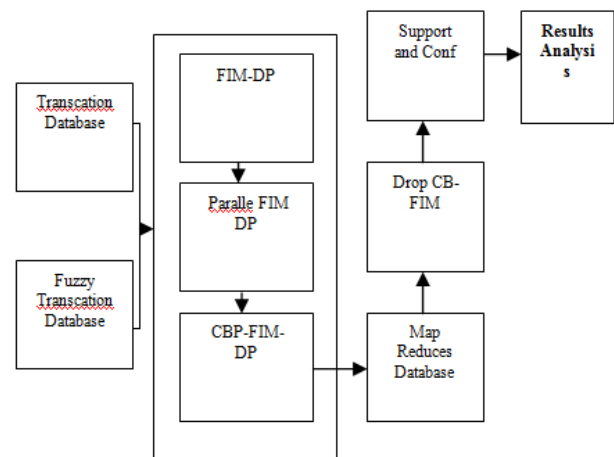 Transcation
Database
Fuzzy
Transcation
Database
FIM-DP
Paralle FIM
DP
CBP-FIM-
DP
Map
Reduces
Database
Drop CB-
FIM
Support
and Conf
Results
Analysi
s